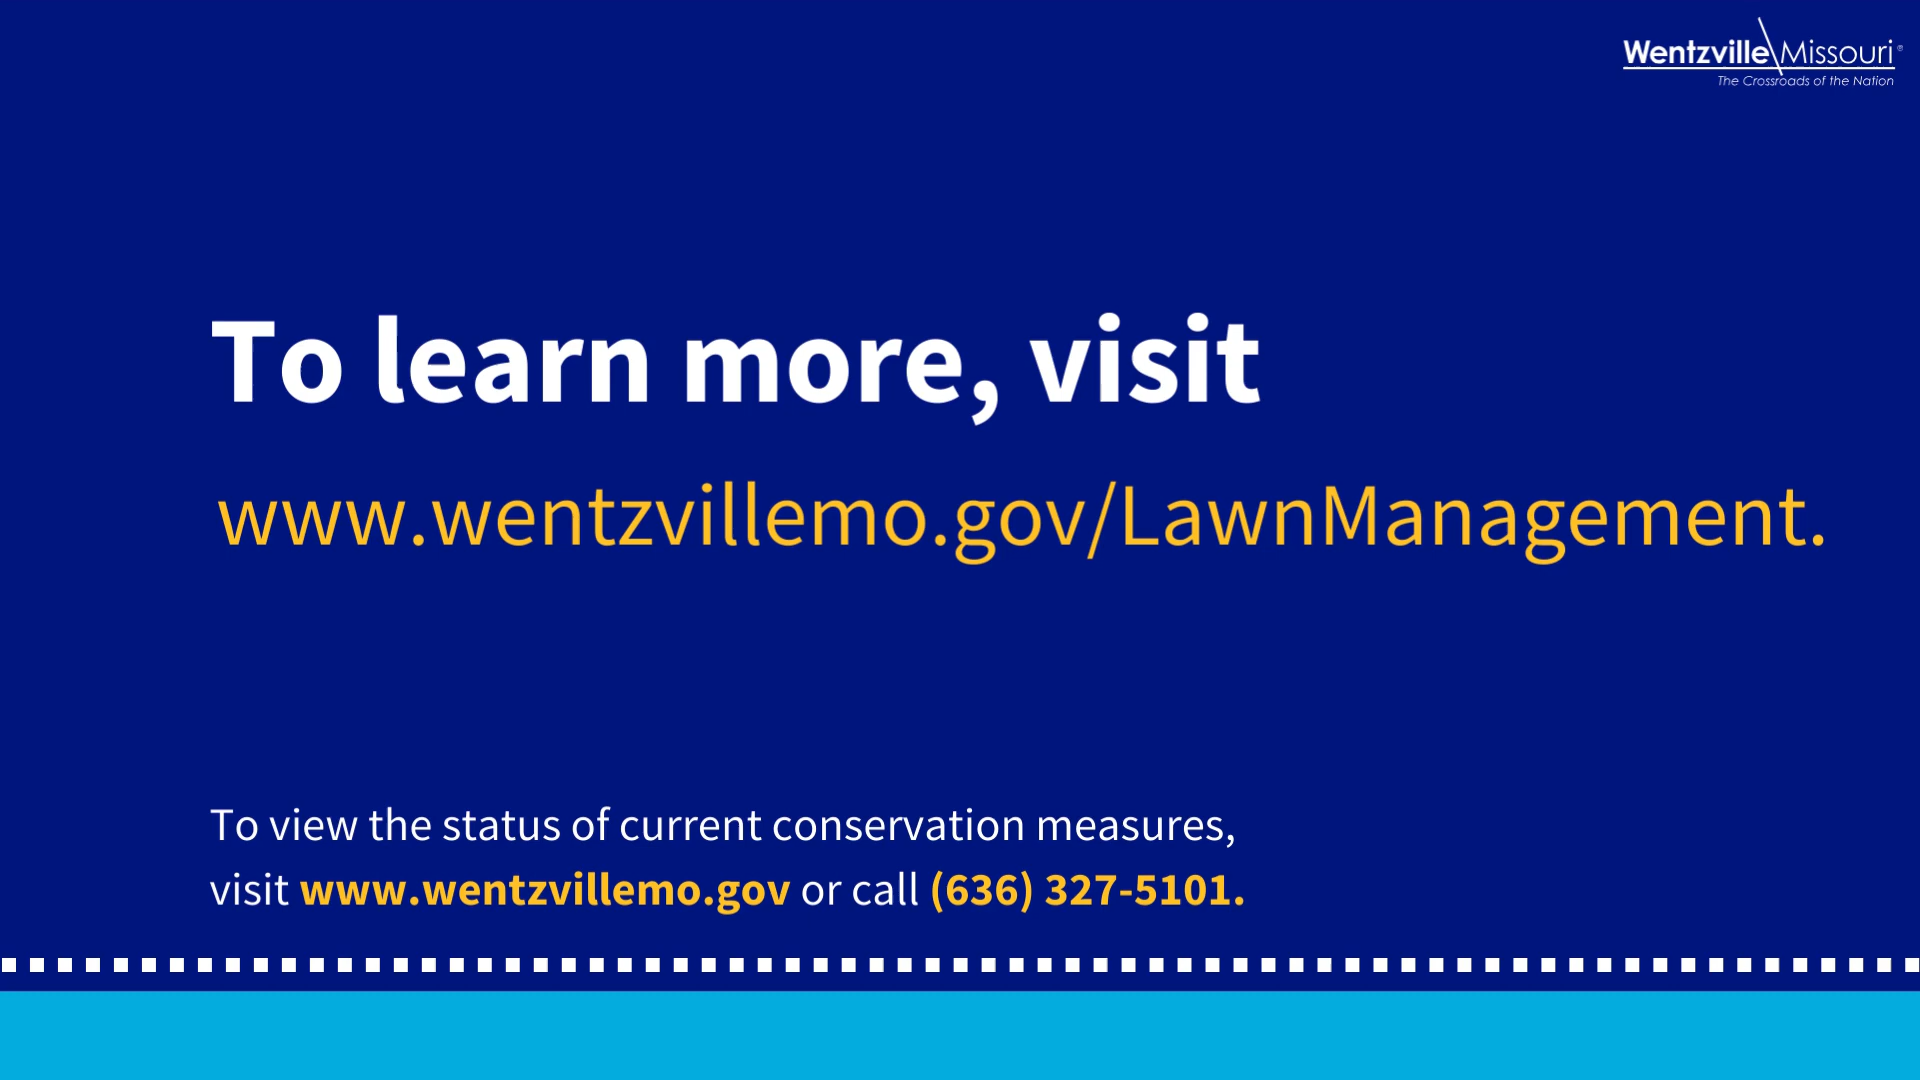 Wentzville Missouri®
The Crossroads of the Nation
To learn more, visit
www.wentzvillemo.gov/LawnManagement.
To view the status of current conservation measures,
visit www.wentzvillemo.gov or call (636) 327-5101.